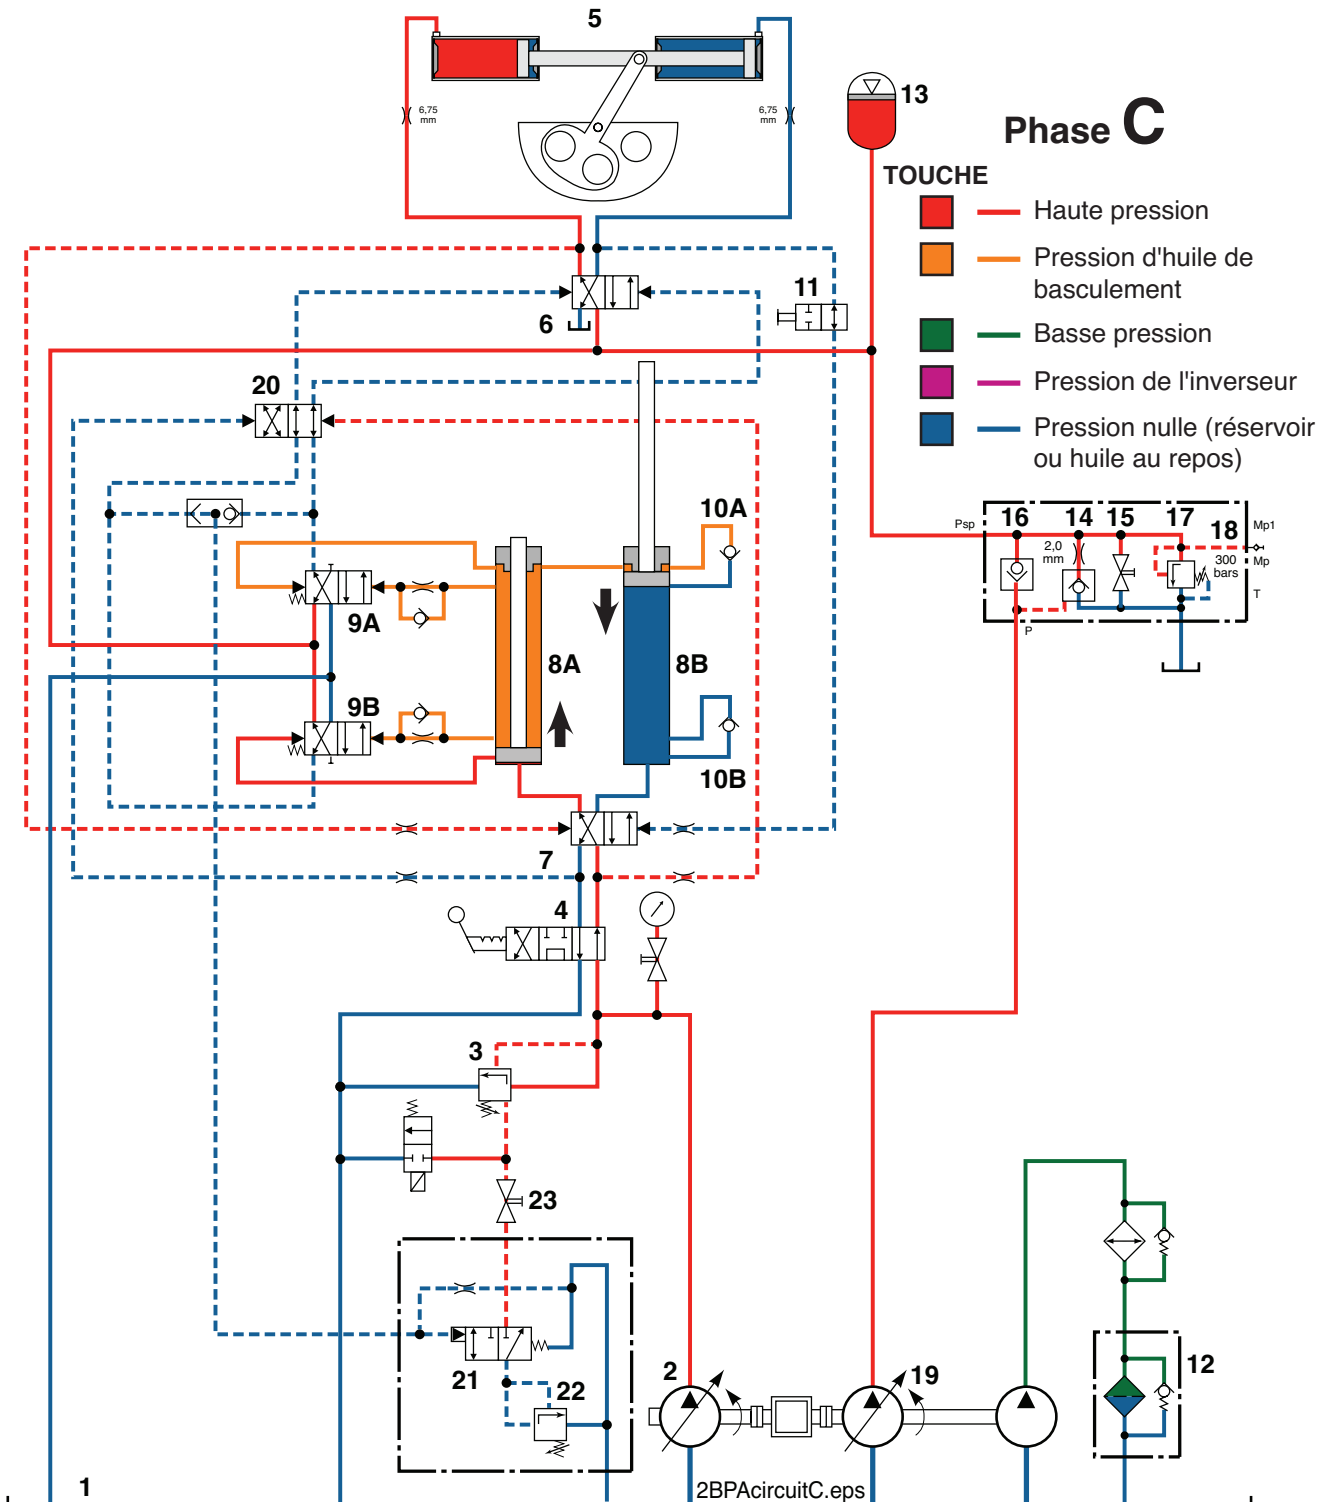 5
13
Phase C
6,75
mm
6,75
mm
TOUCHE
Haute pression
Pression d'huile de
basculement
Basse pression
Pression de l'inverseur
Pression nulle (réservoir
ou huile au repos)
11
6
20
10A
Psp
16
14
15
17
18
Mp1
2,0
mm
300
bars
Mp
T
P
9A
8A
8B
9B
10B
7
4
3
23
21
22
2
19
12
1
2BPAcircuitC.eps